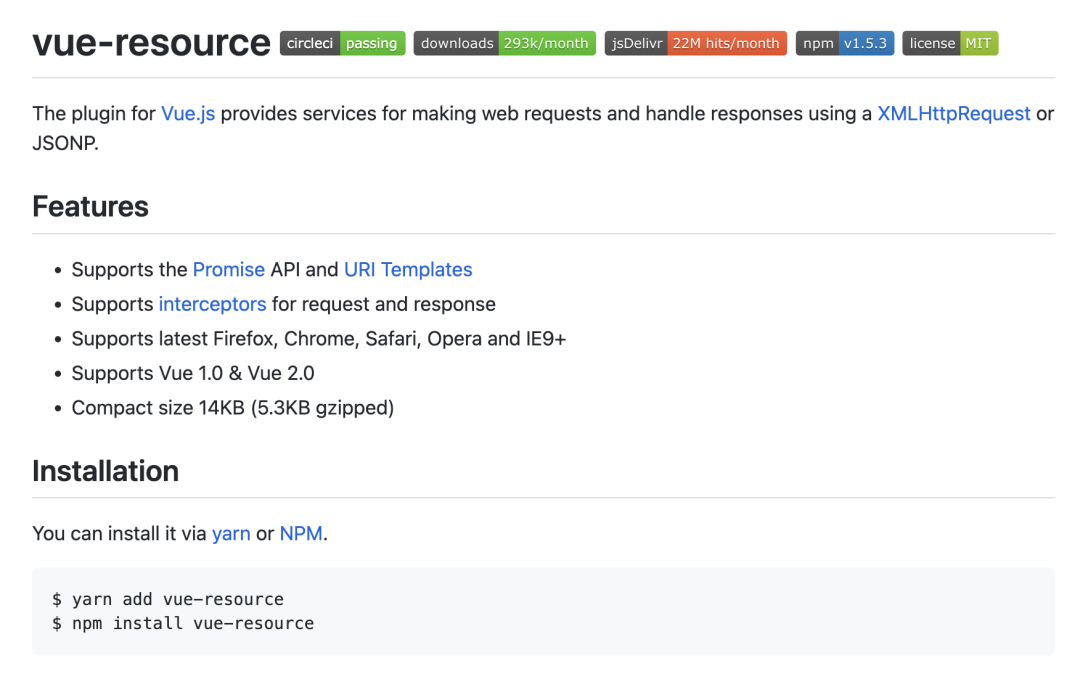 vue-resource circleci passing downloads 293k/month jsDelivr 22M hits/month npm v1.5.3 license MIT
The plugin for Vue.js provides services for making web requests and handle responses using a XMLHttpRequest or
JSONP.
Features
• Supports the Promise API and URI Templates
• Supports interceptors for request and response
• Supports latest Firefox, Chrome, Safari, Opera and IE9+
• Supports Vue 1.0 & Vue 2.0
• Compact size 14KB (5.3KB gzipped)
Installation
You can install it via yarn or NPM.
$ yarn add vue-resource
$ npm install vue-resource